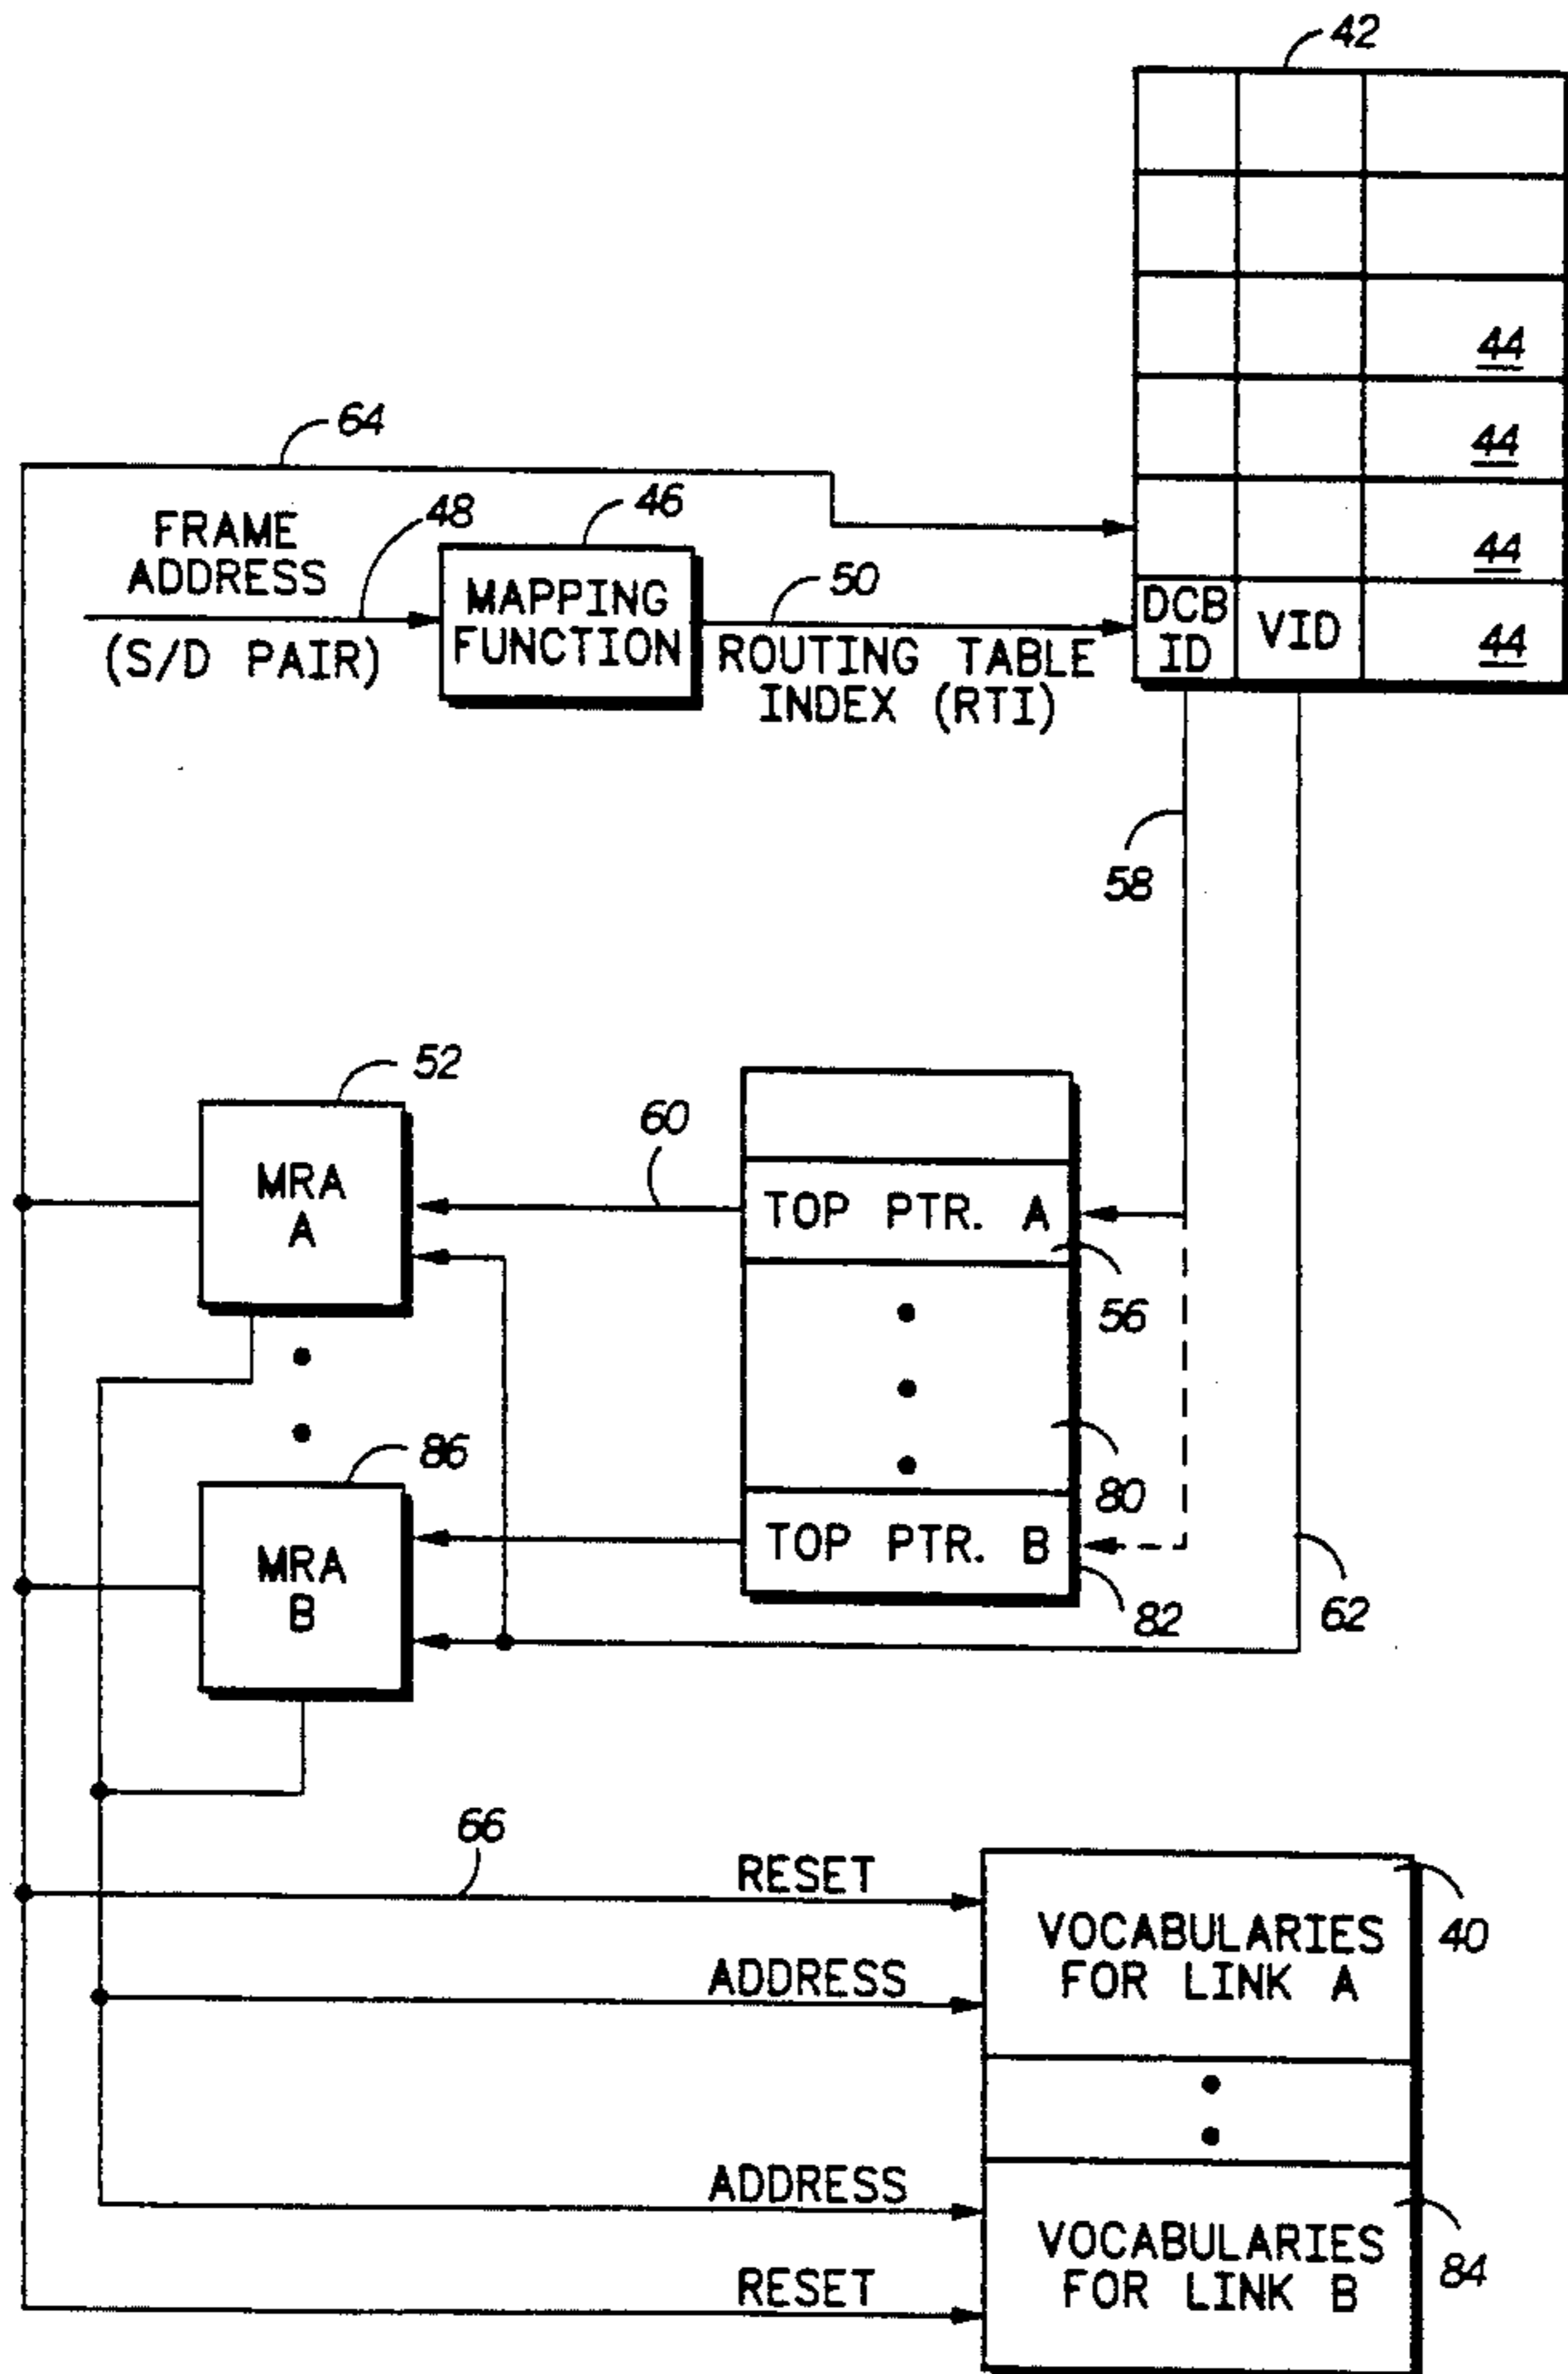 42
44
64
44
FRAME
ADDRESS
(S/D PAIR)
48
46
MAPPING
FUNCTION
50
ROUTING TABLE
INDEX (RTI)
44
DCB
ID
VID
44
58
52
MRA
A
60
TOP PTR. A
56
86
MRA
B
80
TOP PTR. B
82
62
66
RESET
ADDRESS
VOCABULARIES
FOR LINK A
40
ADDRESS
RESET
VOCABULARIES
FOR LINK B
84